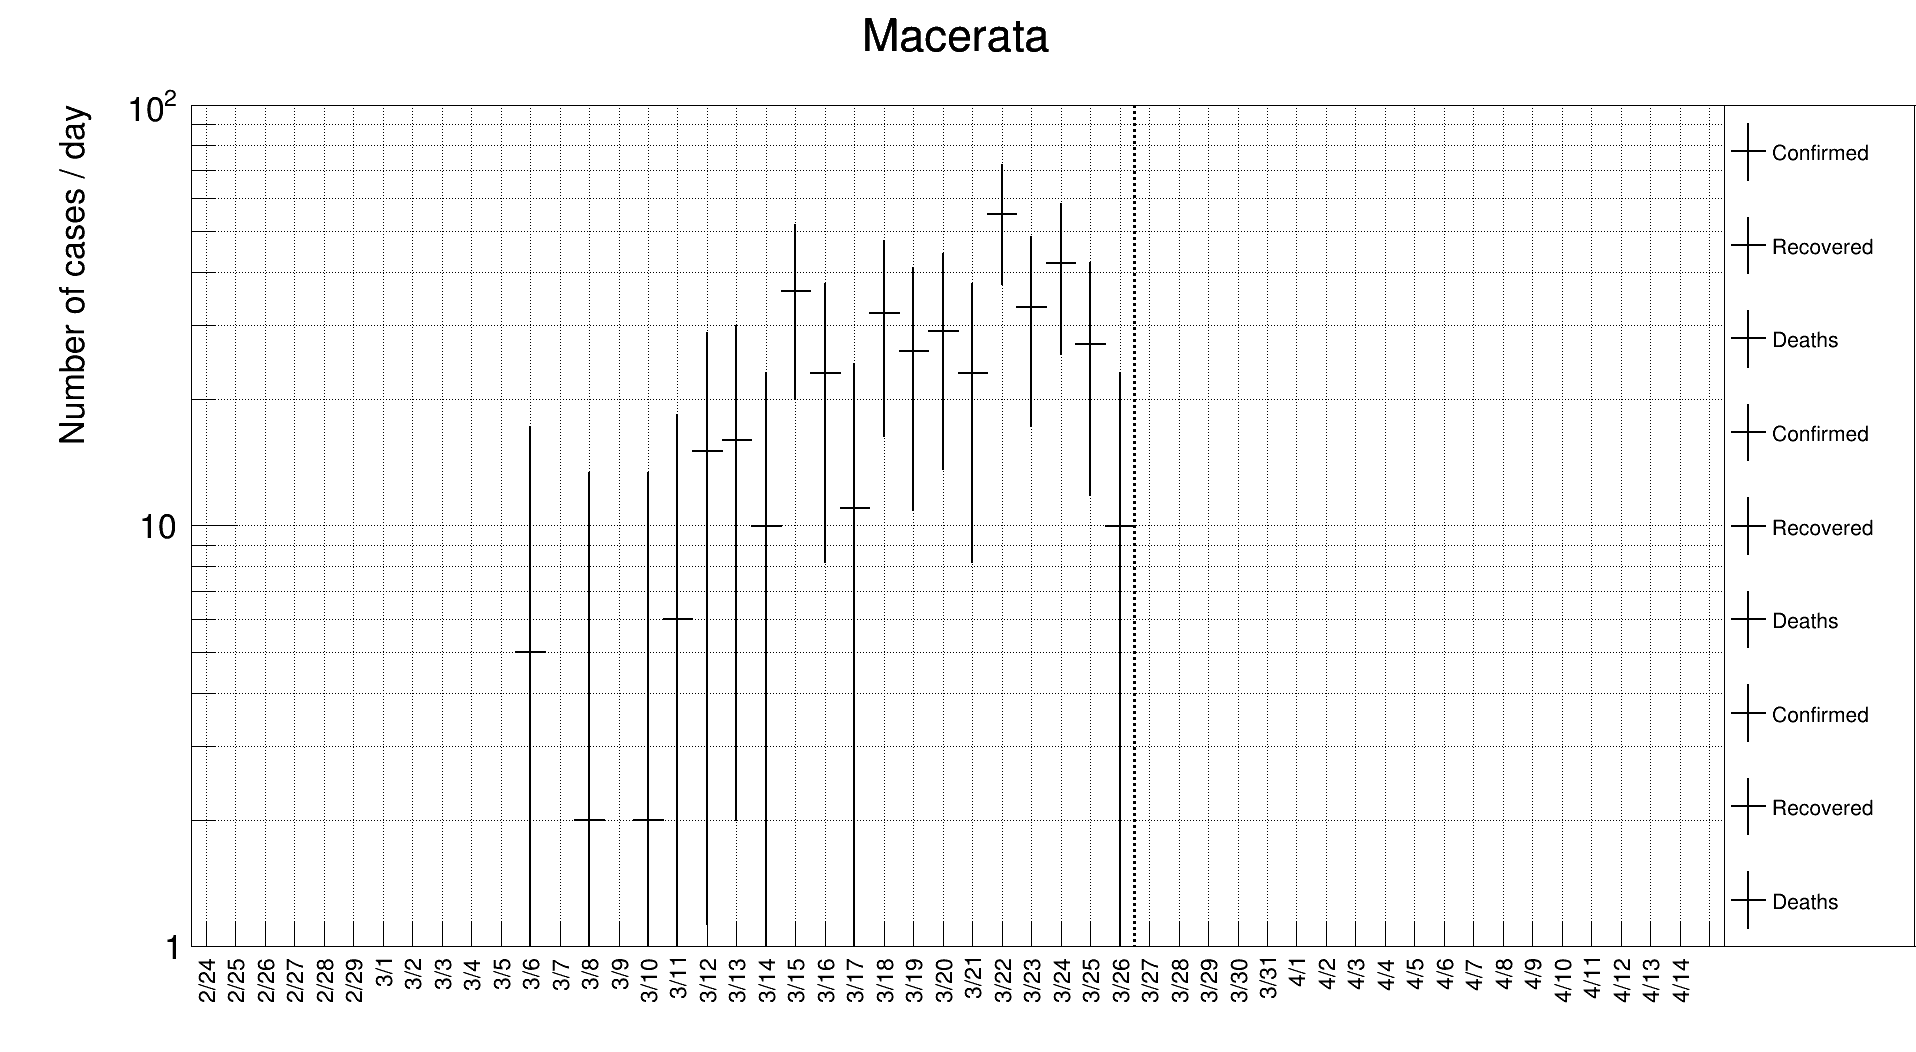 Macerata
Number of cases / day
10²
10
1
2/24 2/25 2/26 2/27 2/28 2/29 3/1 3/2 3/3 3/4 3/5 3/6 3/7 3/8 3/9 3/10 3/11 3/12 3/13 3/14 3/15 3/16 3/17 3/18 3/19 3/20 3/21 3/22 3/23 3/24 3/25 3/26 3/27 3/28 3/29 3/30 3/31 4/1 4/2 4/3 4/4 4/5 4/6 4/7 4/8 4/9 4/10 4/11 4/12 4/13 4/14
Confirmed
Recovered
Deaths
Confirmed
Recovered
Deaths
Confirmed
Recovered
Deaths